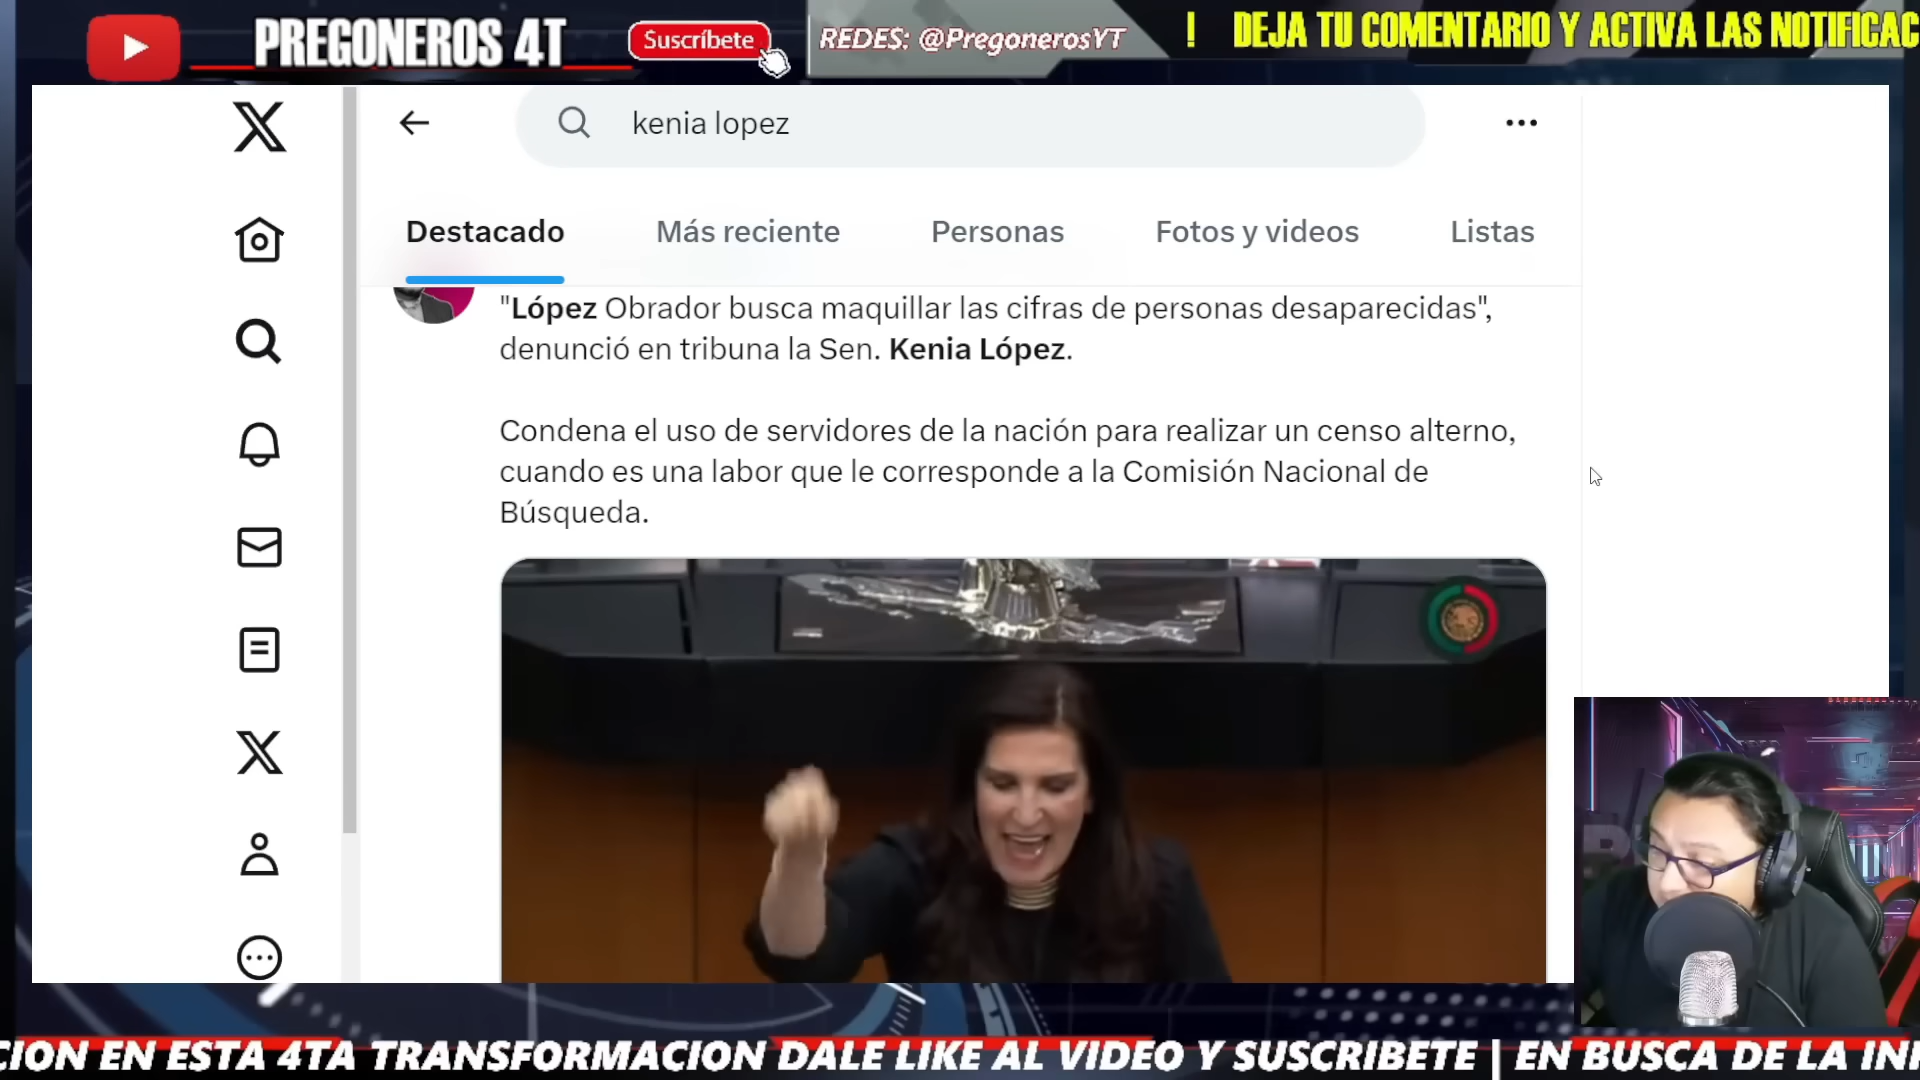 PREGONEROS 4T
Suscríbete
REDES: @PregonerosYT
! DEJA TU COMENTARIO Y ACTIVA LAS NOTIFICAC
kenia lopez
Destacado
Más reciente
Personas
Fotos y videos
Listas
"López Obrador busca maquillar las cifras de personas desaparecidas",
denunció en tribuna la Sen. Kenia López.
Condena el uso de servidores de la nación para realizar un censo alterno,
cuando es una labor que le corresponde a la Comisión Nacional de
Búsqueda.
CION EN ESTA 4TA TRANSFORMACION DALE LIKE AL VIDEO Y SUSCRIBETE | EN BUSCA DE LA INF